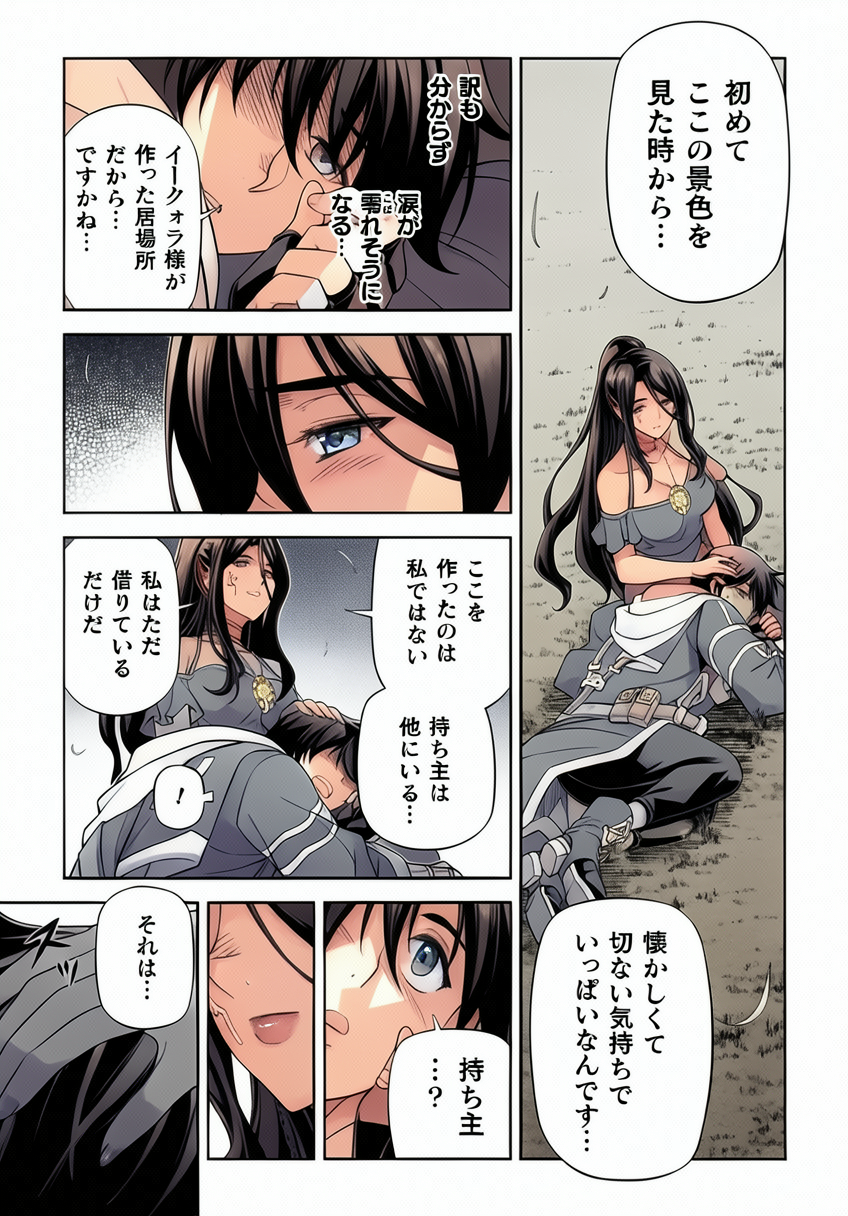 初めて
ここの景色を
見た時から…
懐かしくて
切ない気持ちで
いっぱいなんです…
訳も
分からず
涙が
零れそうに
こぼ
なる…
イークォラ様が
作った居場所
だから…
ですかね…
ここを
作ったのは
私ではない
持ち主は
他にいる…
私はただ
借りている
だけだ
！
持ち主
…？
それは…